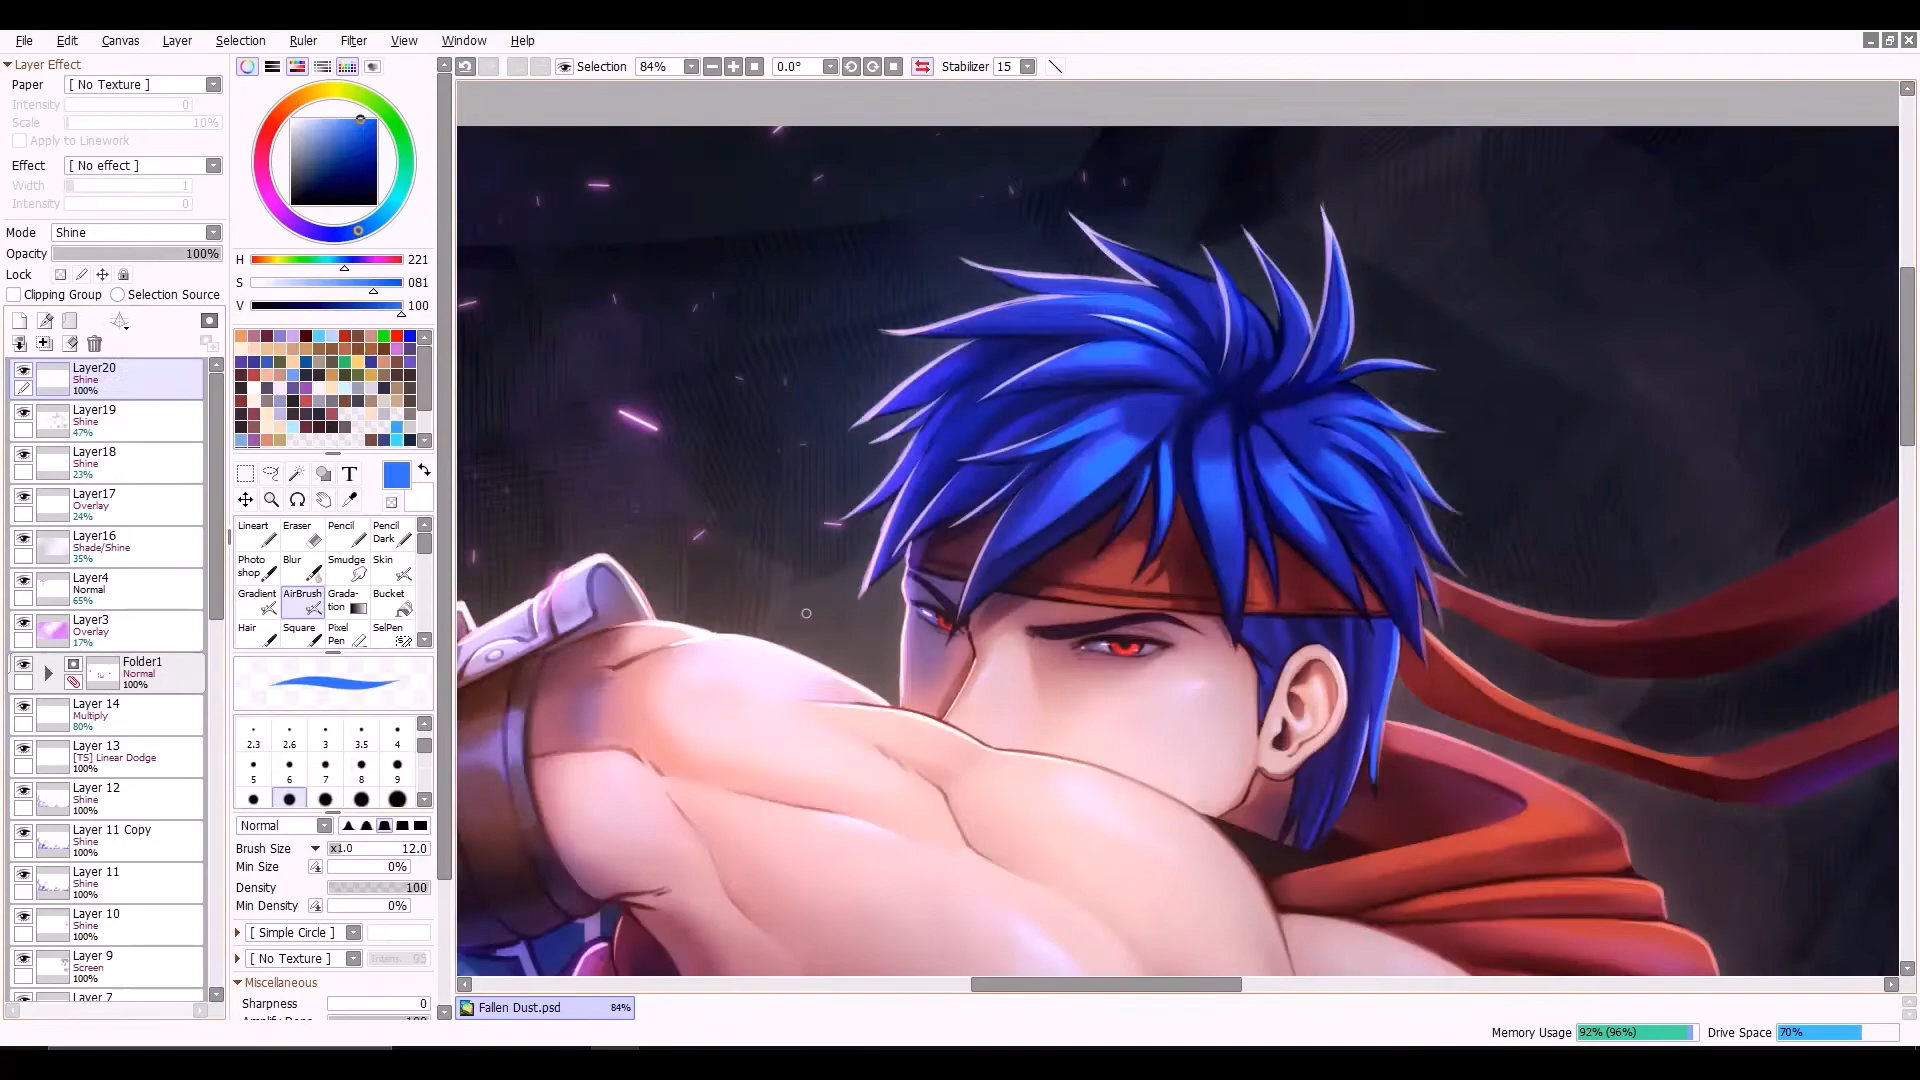 File Edit Canvas Layer Selection Ruler Filter View Window Help
Layer Effect
Paper [ No Texture ]
Intensity 0
Scale 10%
Apply to Linework
Effect [ No effect ]
Width 1
Intensity 0
Mode Shine
Opacity 100%
Lock
Clipping Group Selection Source
Layer20
Shine
100%
Layer19
Shine
47%
Layer18
Shine
23%
Layer17
Overlay
24%
Layer16
Shade/Shine
35%
Layer4
Normal
65%
Layer3
Overlay
17%
Folder1
Normal
100%
Layer 14
Multiply
80%
Layer 13
[TS] Linear Dodge
100%
Layer 12
Shine
100%
Layer 11 Copy
Shine
100%
Layer 11
Shine
100%
Layer 10
Shine
100%
Layer 9
Screen
100%
Layer 7
H 221
S 081
V 100
T
Lineart Eraser Pencil Pencil Dark
Photo shop Blur Smudge Skin
Gradient AirBrush Grada-tion Bucket
Hair Square Pixel Pen SelPen
2.3 2.6 3 3.5 4
5 6 7 8 9
Normal
Brush Size x1.0 12.0
Min Size 0%
Density 100
Min Density 0%
[ Simple Circle ]
[ No Texture ] 95
Miscellaneous
Sharpness 0
Selection 84% 0.0° Stabilizer 15
Fallen Dust.psd 84%
Memory Usage 92% (96%) Drive Space 70%